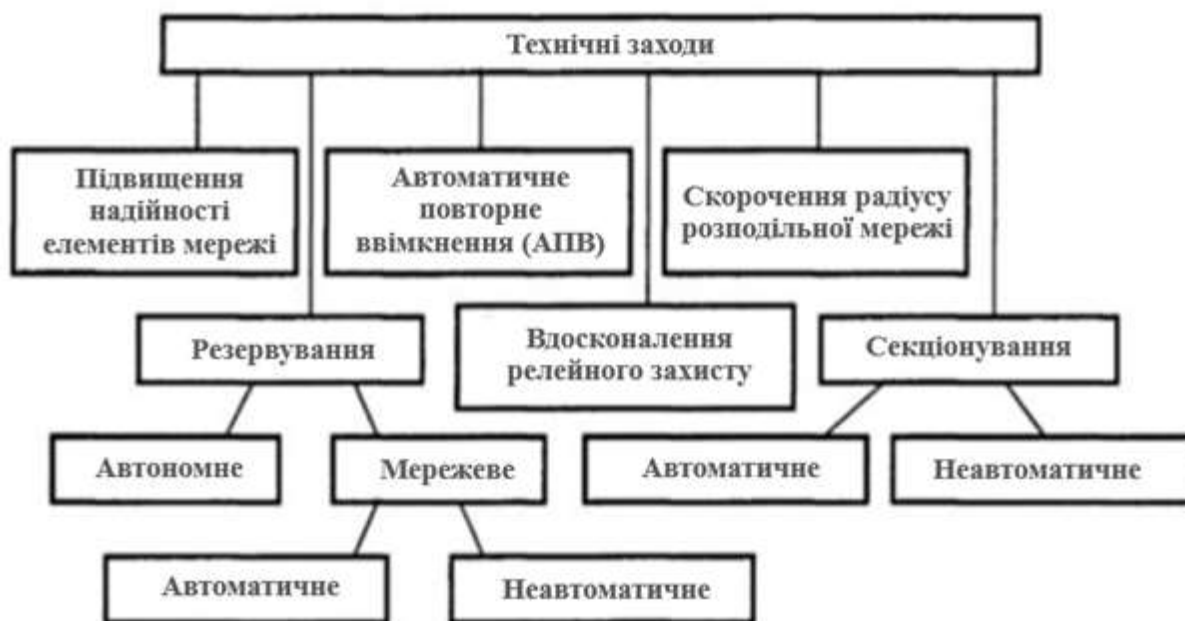 Технічні заходи
Підвищення
надійності
елементів мережі
Автоматичне
повторне
ввімкнення (АПВ)
Скорочення радіусу
розподільної мережі
Резервування
Вдосконалення
релейного захисту
Секціонування
Автономне
Мережеве
Автоматичне
Неавтоматичне
Автоматичне
Неавтоматичне